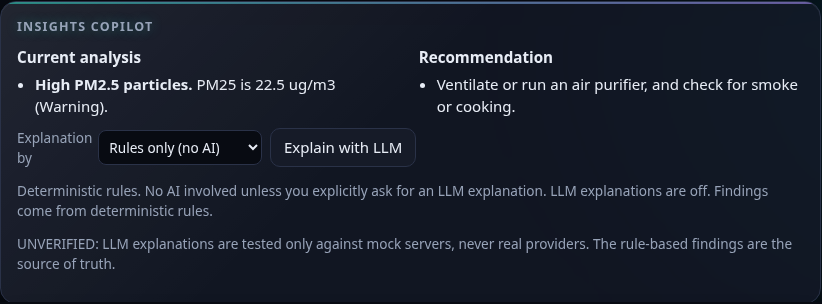 INSIGHTS COPILOT
Current analysis
• High PM2.5 particles. PM25 is 22.5 ug/m3
(Warning).
Recommendation
• Ventilate or run an air purifier, and check for smoke
or cooking.
Explanation
by
Rules only (no AI)
Explain with LLM
Deterministic rules. No AI involved unless you explicitly ask for an LLM explanation. LLM explanations are off. Findings
come from deterministic rules.
UNVERIFIED: LLM explanations are tested only against mock servers, never real providers. The rule-based findings are the
source of truth.